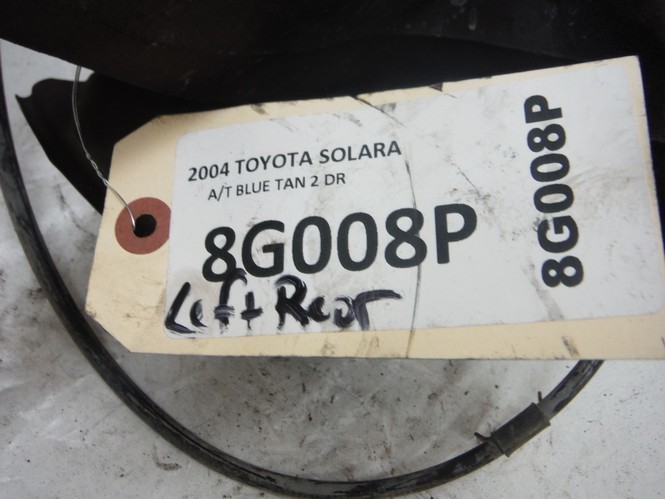 2004 TOYOTA SOLARA
A/T BLUE TAN 2 DR
8G008P
Left Rear
8G008P